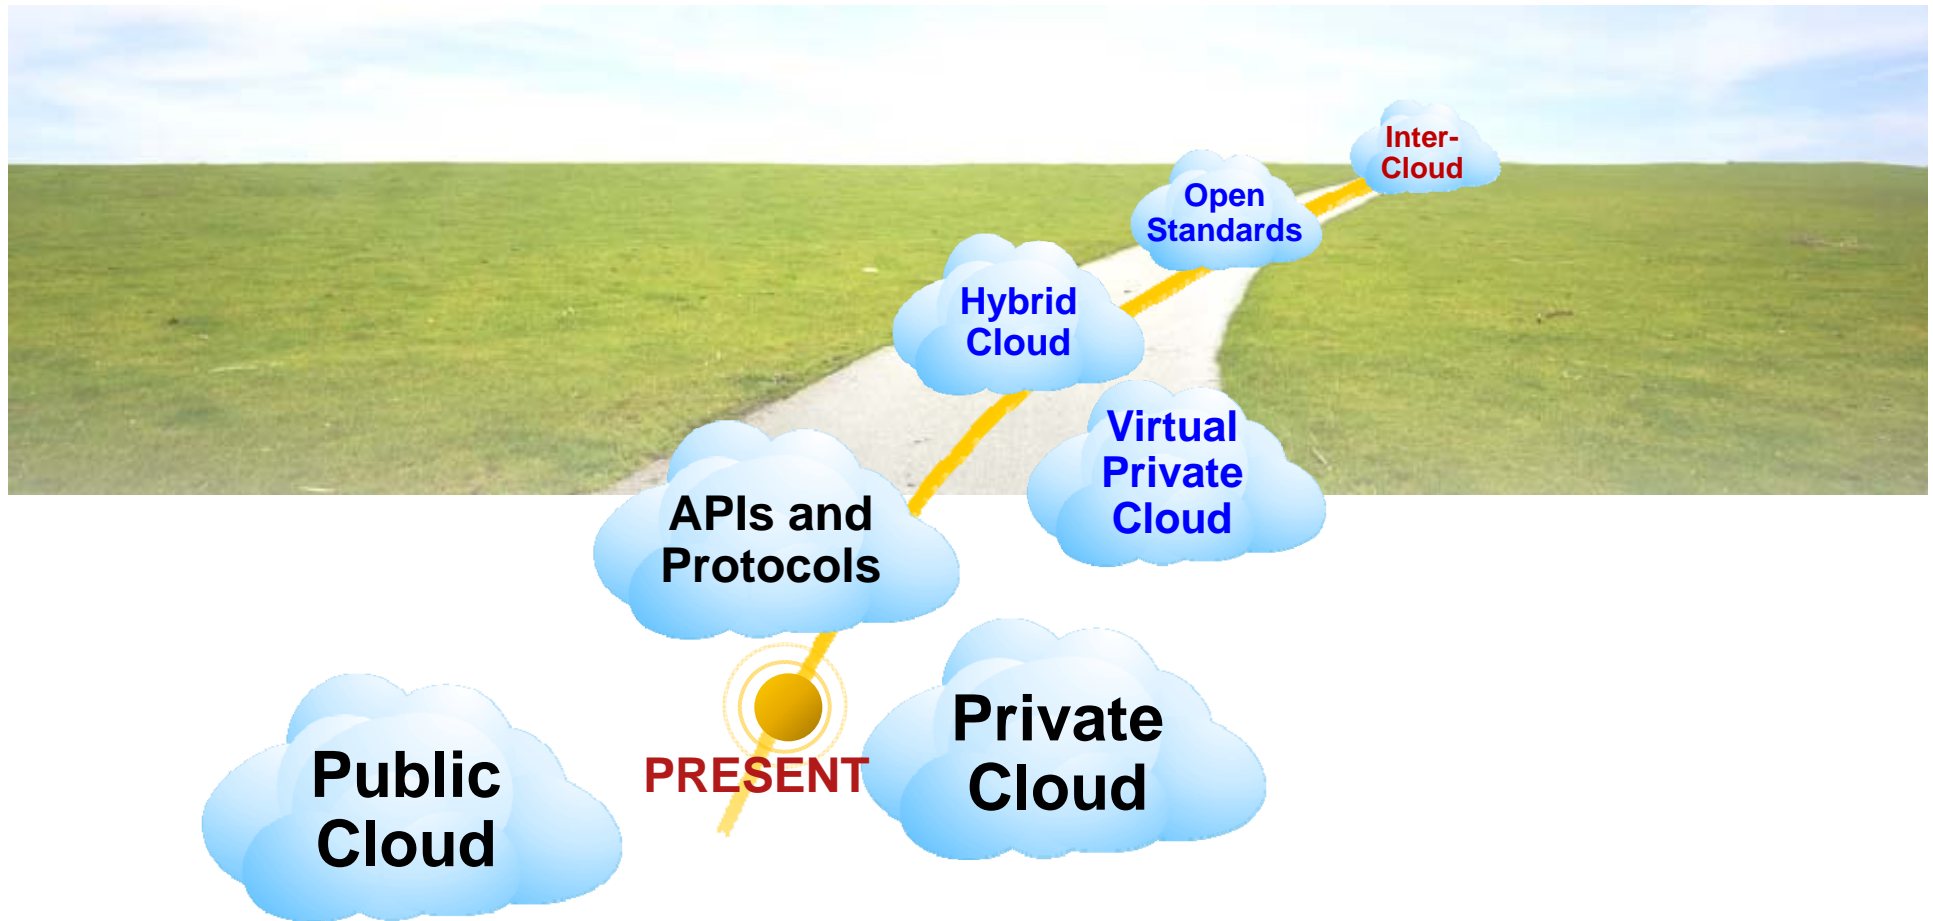 Inter-
Cloud
Open
Standards
Hybrid
Cloud
Virtual
Private
Cloud
APIs and
Protocols
Private
Cloud
PRESENT
Public
Cloud